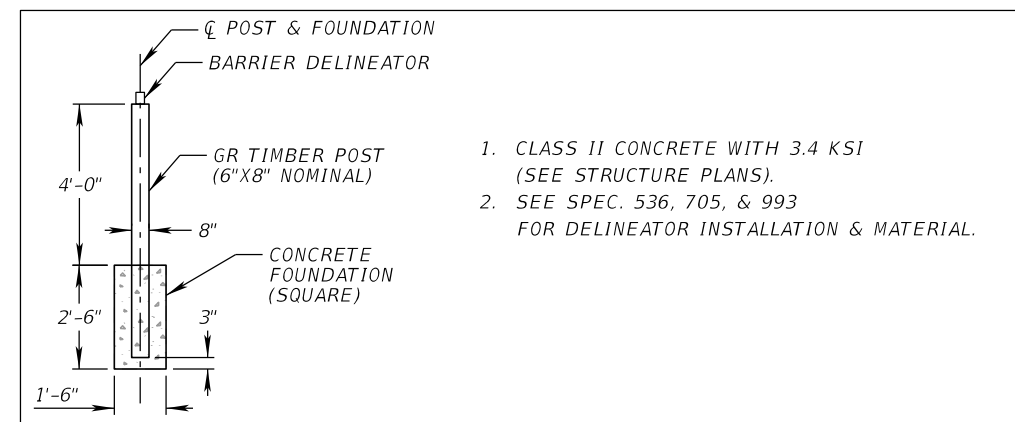 ℄ POST & FOUNDATION
BARRIER DELINEATOR
GR TIMBER POST
(6"X8" NOMINAL)
4'-0"
8"
CONCRETE
FOUNDATION
(SQUARE)
2'-6"
3"
1'-6"
1. CLASS II CONCRETE WITH 3.4 KSI
(SEE STRUCTURE PLANS).
2. SEE SPEC. 536, 705, & 993
FOR DELINEATOR INSTALLATION & MATERIAL.